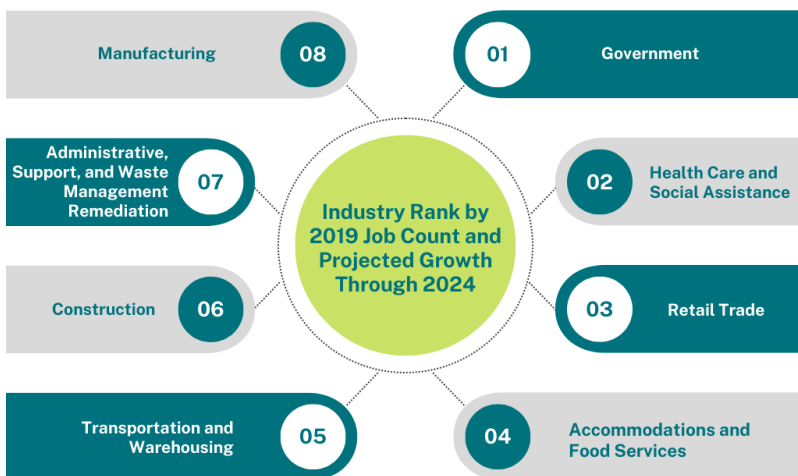 Industry Rank by
2019 Job Count and
Projected Growth
Through 2024
01
Government
02
Health Care and
Social Assistance
03
Retail Trade
04
Accommodations and
Food Services
05
Transportation and
Warehousing
06
Construction
07
Administrative,
Support, and Waste
Management
Remediation
08
Manufacturing